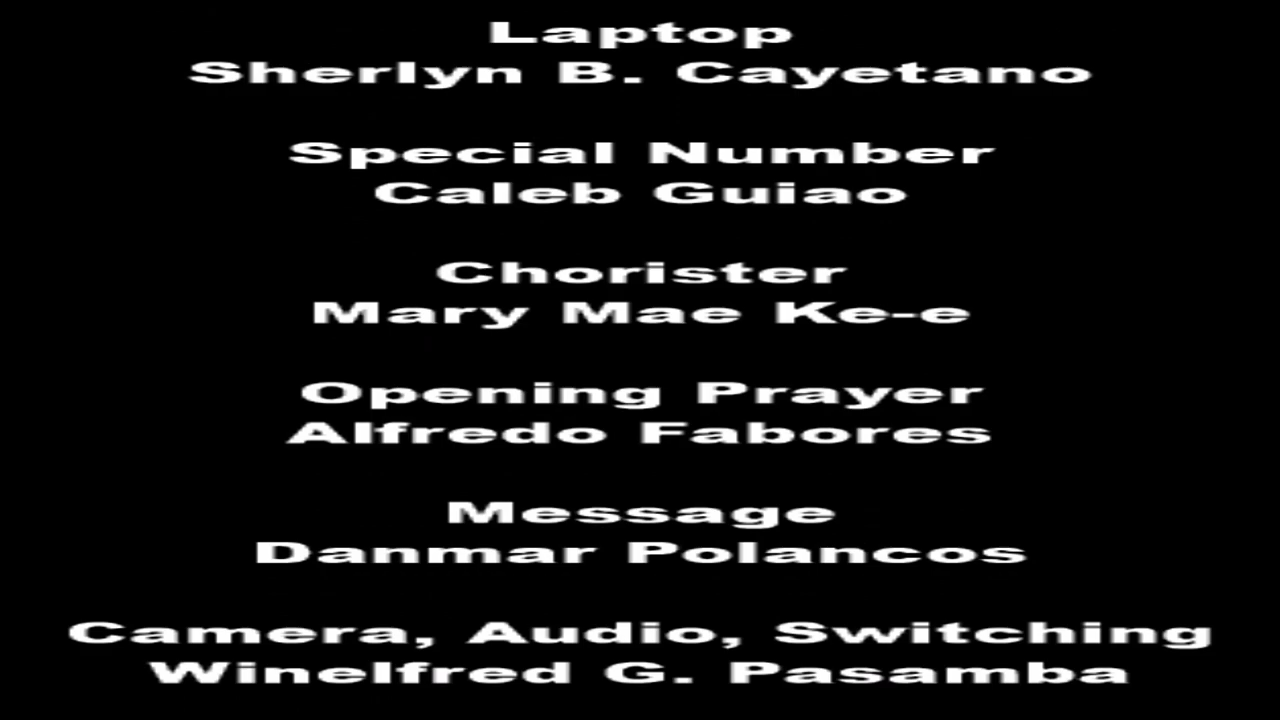 Laptop
Sherlyn B. Cayetano
Special Number
Caleb Guiao
Chorister
Mary Mae Ke-e
Opening Prayer
Alfredo Fabores
Message
Danmar Polancos
Camera, Audio, Switching
Winelfred G. Pasamba